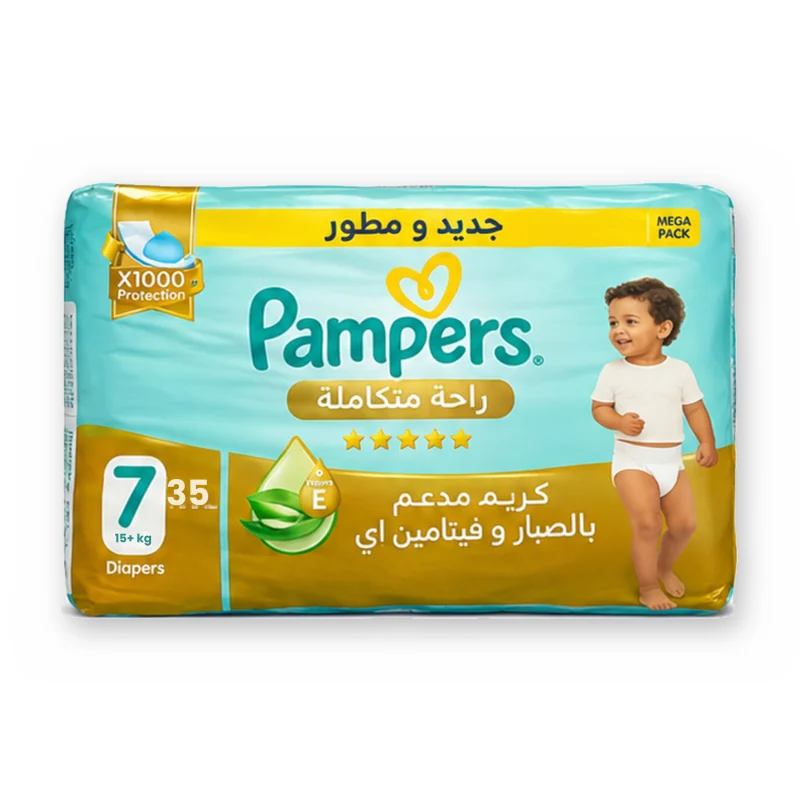 جديد و مطور
MEGA
PACK
X1000
Protection
Pampers®
راحة متكاملة
7
15+ kg
35
Diapers
E
كريم مدعم
بالصبار و فيتامين اي